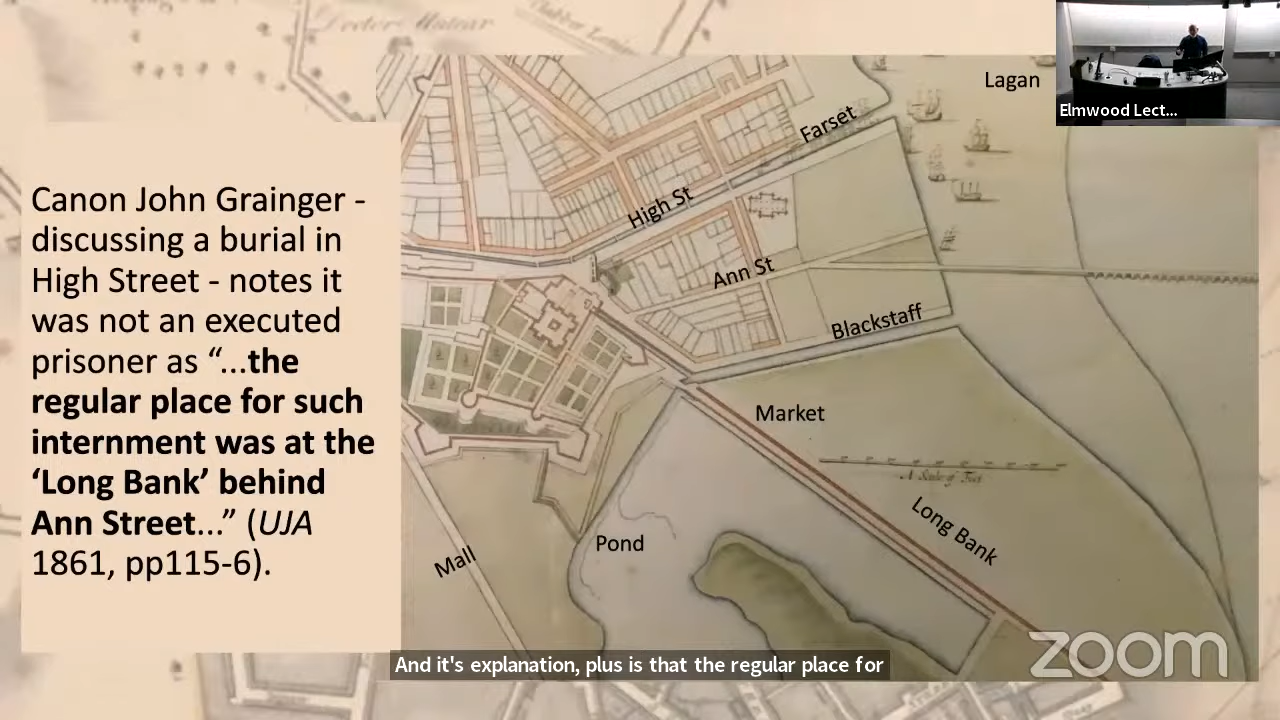 Doctors Matear
Lagan
Elmwood Lect...
Farset
High St
Ann St
Blackstaff
Canon John Grainger -
discussing a burial in
High Street - notes it
was not an executed
prisoner as “...the
regular place for such
internment was at the
‘Long Bank’ behind
Ann Street...” (UJA
1861, pp115-6).
Market
A Scale of Feet
Long Bank
Pond
Mall
And it's explanation, plus is that the regular place for
zoom